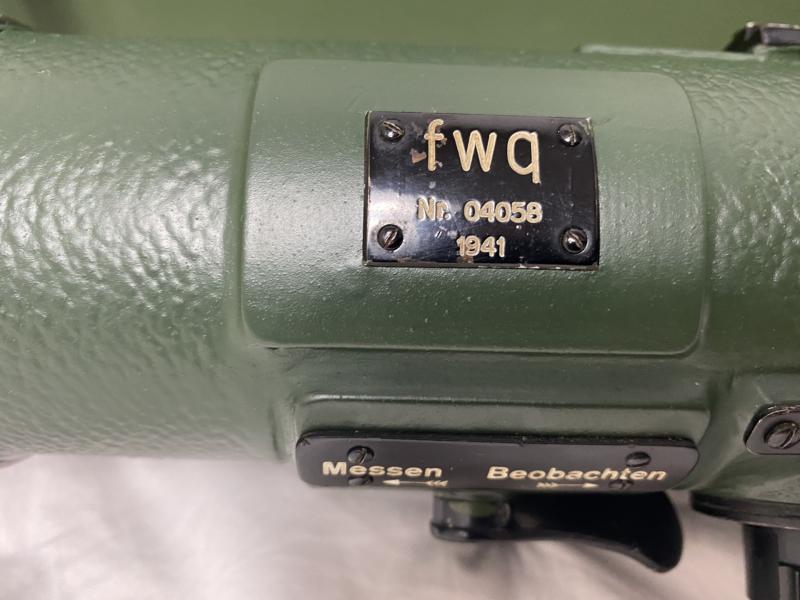 fwq
Nr. 04058
1941
Messen Beobachten